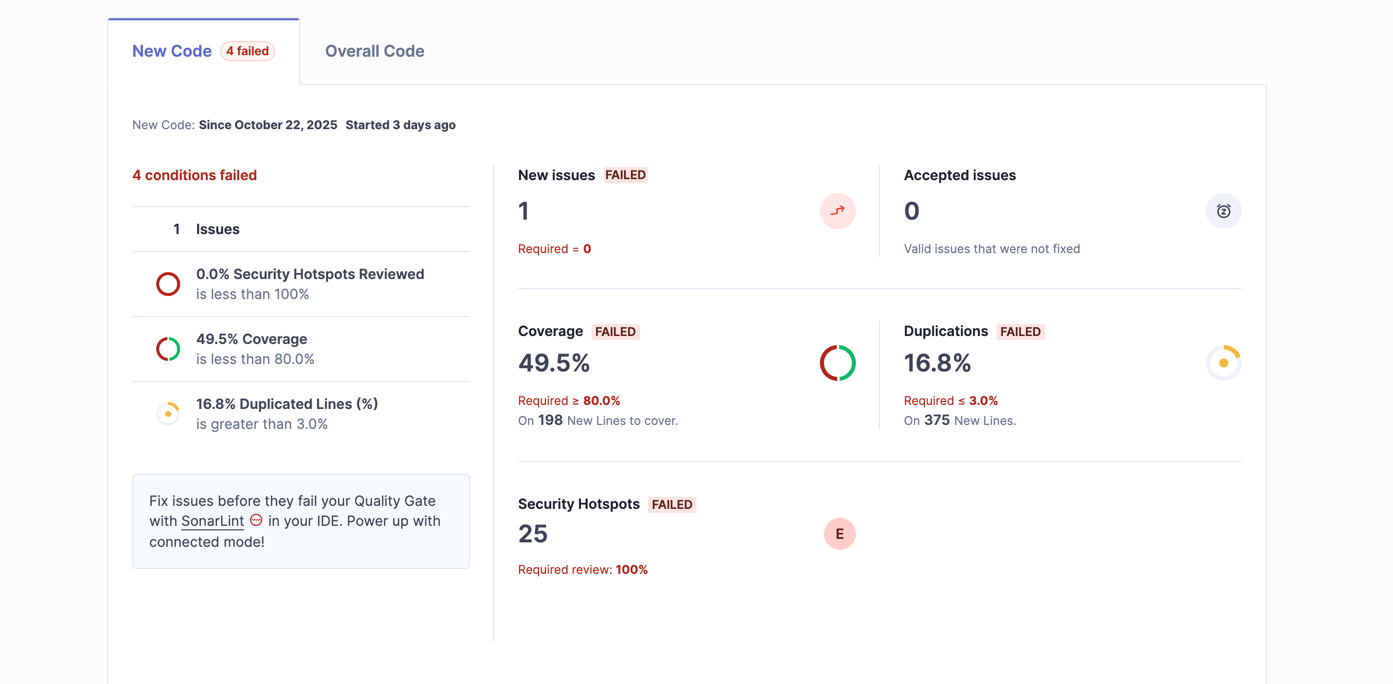 New Code 4 failed
Overall Code
New Code: Since October 22, 2025 Started 3 days ago
4 conditions failed
1 Issues
0.0% Security Hotspots Reviewed
is less than 100%
49.5% Coverage
is less than 80.0%
16.8% Duplicated Lines (%)
is greater than 3.0%
Fix issues before they fail your Quality Gate
with SonarLint in your IDE. Power up with
connected mode!
New issues FAILED
1
Required = 0
Accepted issues
0
Valid issues that were not fixed
Coverage FAILED
49.5%
Required ≥ 80.0%
On 198 New Lines to cover.
Duplications FAILED
16.8%
Required ≤ 3.0%
On 375 New Lines.
Security Hotspots FAILED
25
E
Required review: 100%